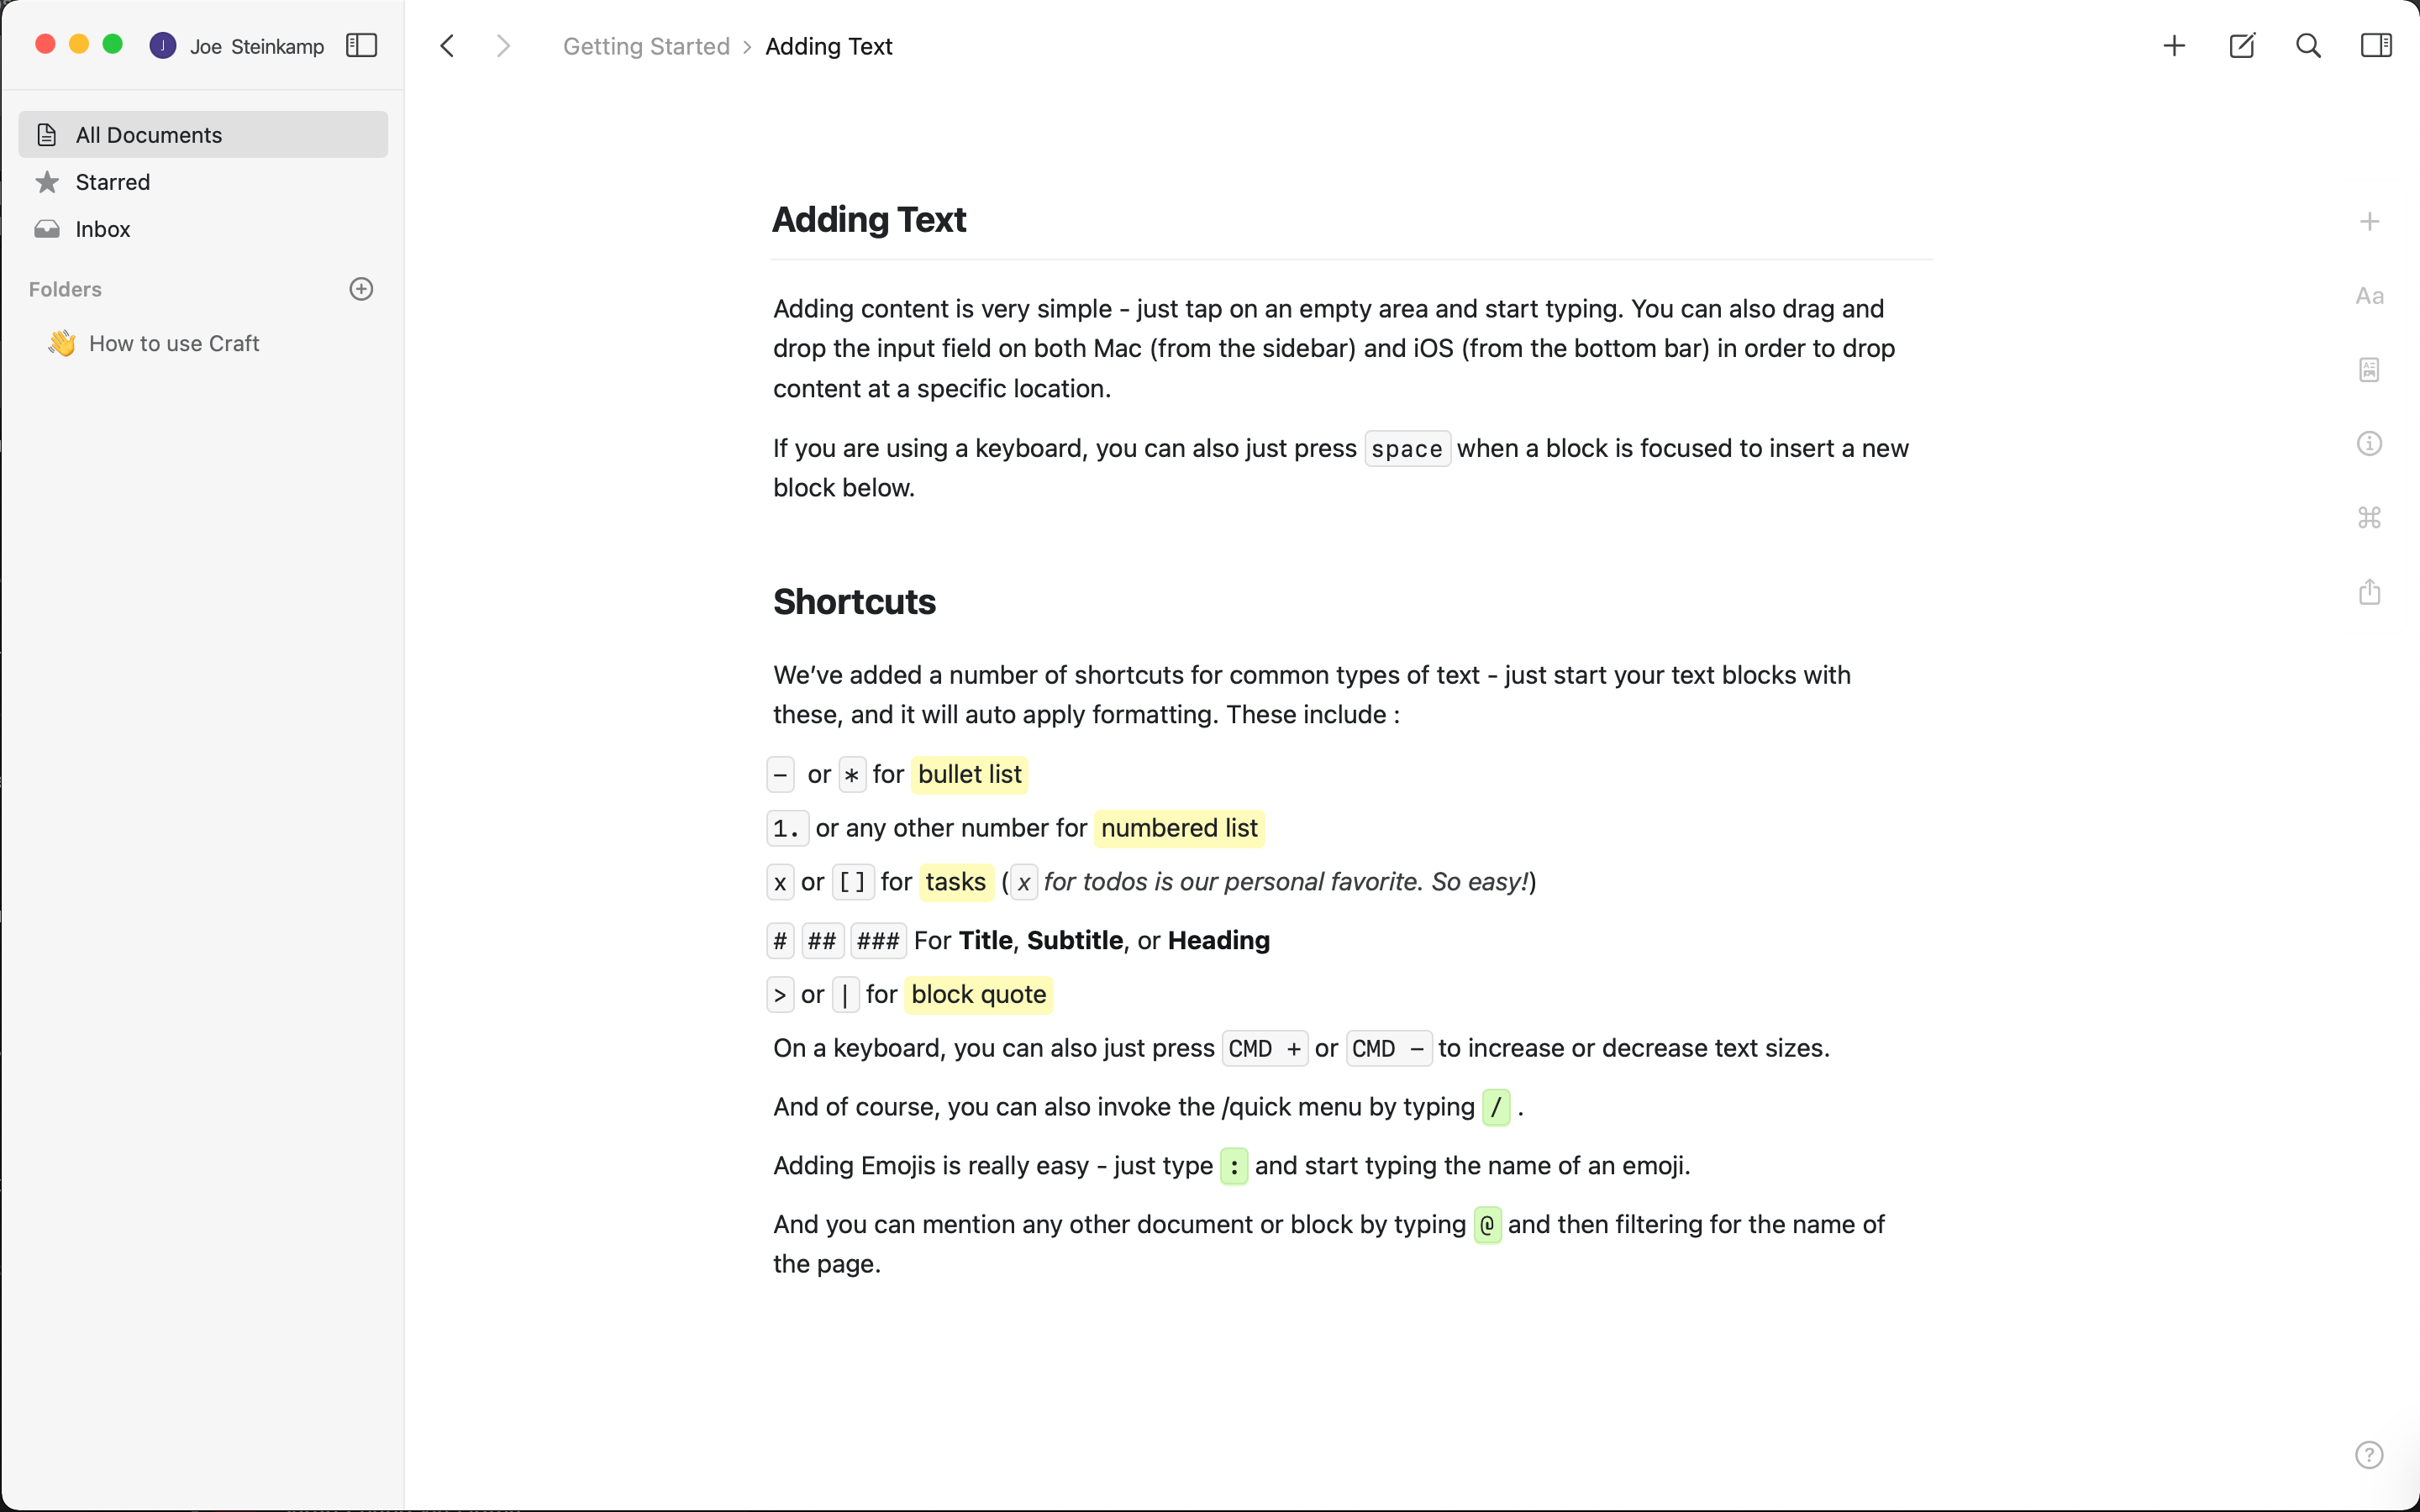 J Joe Steinkamp
Getting Started › Adding Text
All Documents
Starred
Inbox
Folders
👋 How to use Craft
Adding Text
Adding content is very simple - just tap on an empty area and start typing. You can also drag and
drop the input field on both Mac (from the sidebar) and iOS (from the bottom bar) in order to drop
content at a specific location.
If you are using a keyboard, you can also just press space when a block is focused to insert a new
block below.
Shortcuts
We’ve added a number of shortcuts for common types of text - just start your text blocks with
these, and it will auto apply formatting. These include :
- or * for bullet list
1. or any other number for numbered list
x or [] for tasks (x for todos is our personal favorite. So easy!)
# ## ### For Title, Subtitle, or Heading
> or | for block quote
On a keyboard, you can also just press CMD + or CMD - to increase or decrease text sizes.
And of course, you can also invoke the /quick menu by typing / .
Adding Emojis is really easy - just type : and start typing the name of an emoji.
And you can mention any other document or block by typing @ and then filtering for the name of
the page.
Aa
?